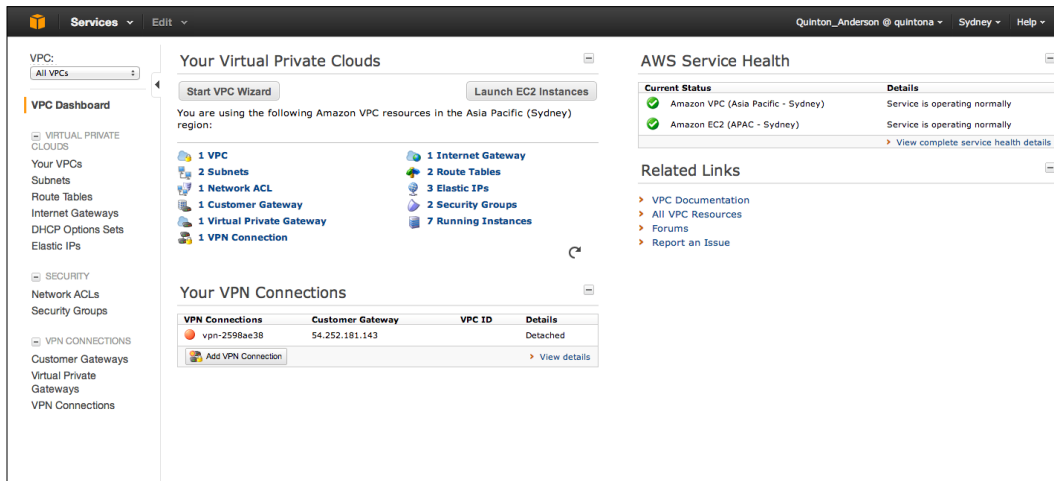 Services Edit Quinton_Anderson @ quintona Sydney Help
VPC:
All VPCs
VPC Dashboard
VIRTUAL PRIVATE
CLOUDS
Your VPCs
Subnets
Route Tables
Internet Gateways
DHCP Options Sets
Elastic IPs
SECURITY
Network ACLs
Security Groups
VPN CONNECTIONS
Customer Gateways
Virtual Private
Gateways
VPN Connections
Your Virtual Private Clouds
Start VPC Wizard Launch EC2 Instances
You are using the following Amazon VPC resources in the Asia Pacific (Sydney)
region:
1 VPC 1 Internet Gateway
2 Subnets 2 Route Tables
1 Network ACL 3 Elastic IPs
1 Customer Gateway 2 Security Groups
1 Virtual Private Gateway 7 Running Instances
1 VPN Connection
Your VPN Connections
VPN Connections Customer Gateway VPC ID Details
vpn-2598ae38 54.252.181.143 Detached
Add VPN Connection View details
AWS Service Health
Current Status Details
Amazon VPC (Asia Pacific - Sydney) Service is operating normally
Amazon EC2 (APAC - Sydney) Service is operating normally
View complete service health details
Related Links
VPC Documentation
All VPC Resources
Forums
Report an Issue